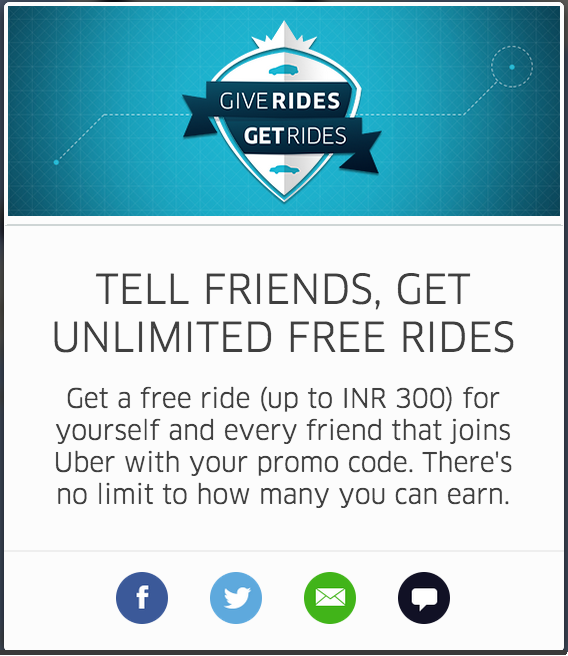 GIVE RIDES
GET RIDES
TELL FRIENDS, GET
UNLIMITED FREE RIDES
Get a free ride (up to INR 300) for
yourself and every friend that joins
Uber with your promo code. There's
no limit to how many you can earn.
f